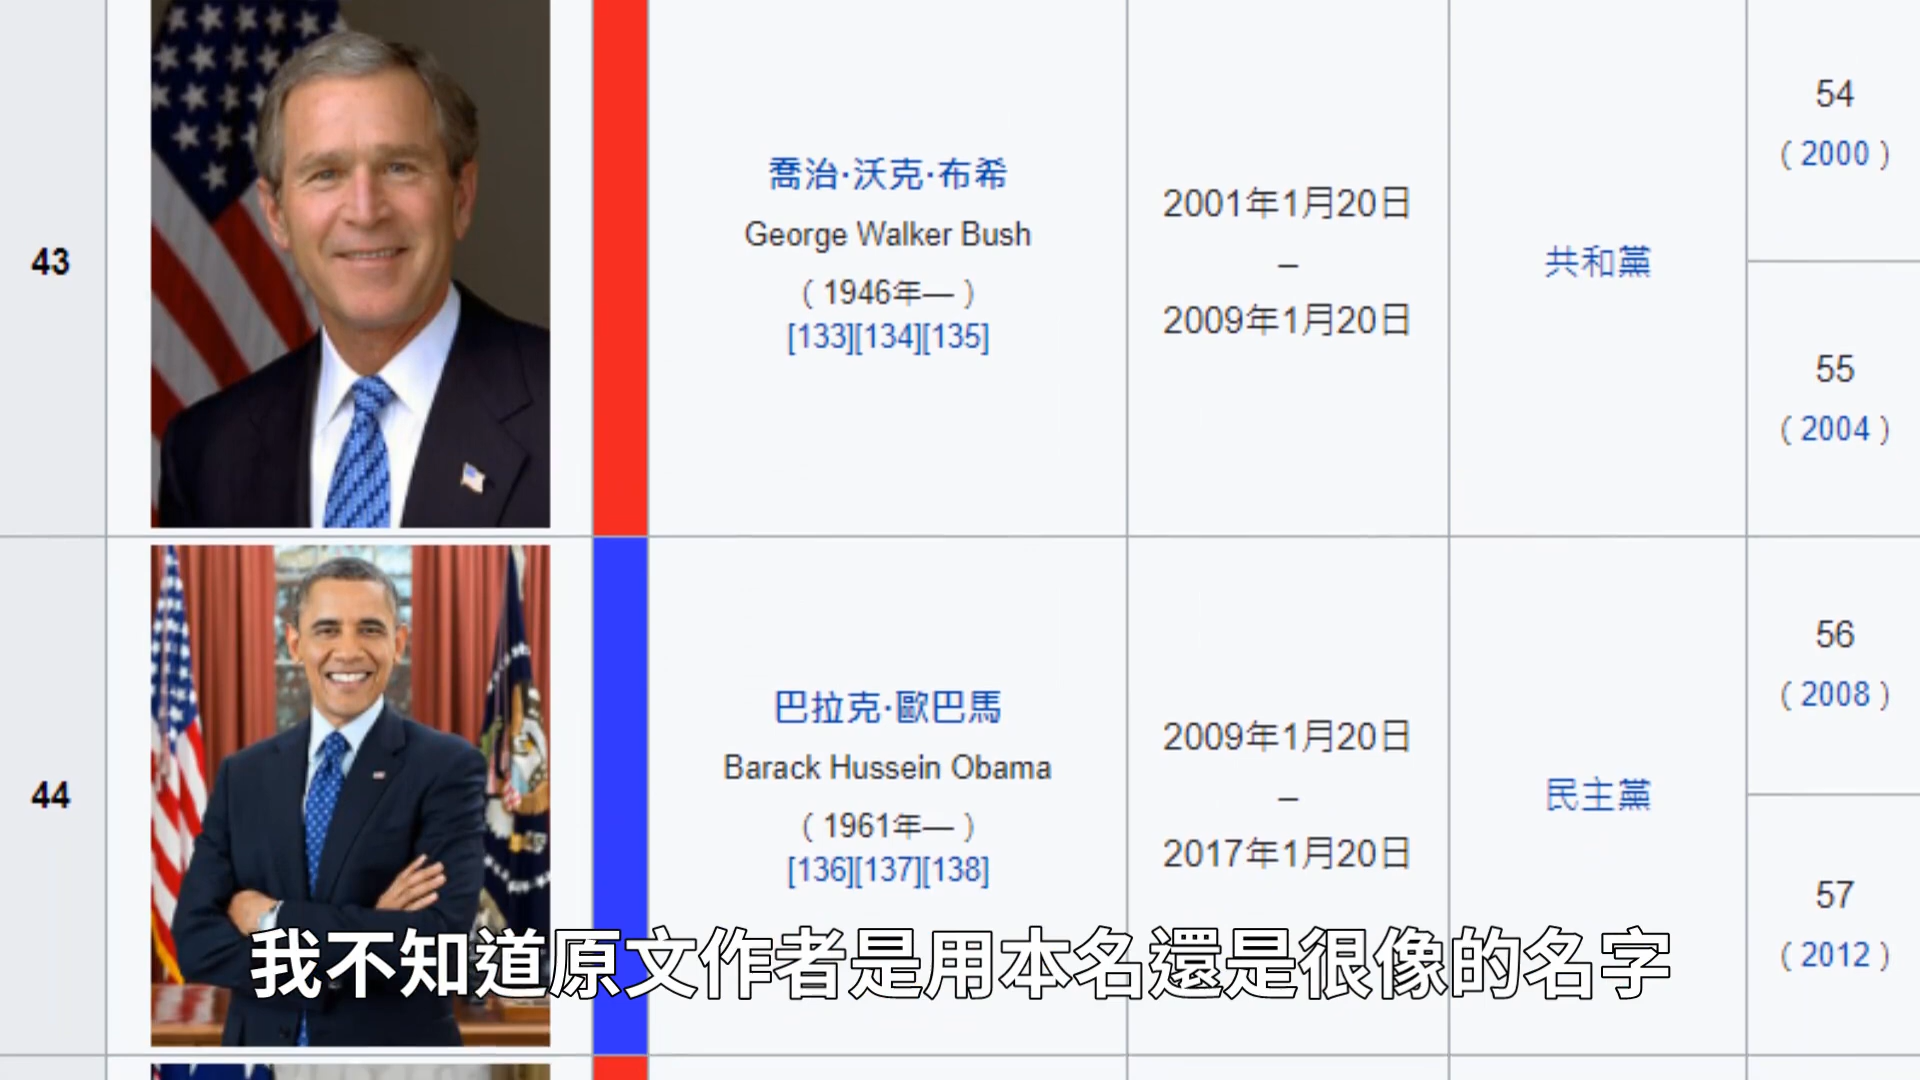 43
喬治·沃克·布希
George Walker Bush
（1946年—）
[133][134][135]
2001年1月20日
–
2009年1月20日
共和黨
54
（2000）
55
（2004）
44
巴拉克·歐巴馬
Barack Hussein Obama
（1961年—）
[136][137][138]
2009年1月20日
–
2017年1月20日
民主黨
56
（2008）
57
（2012）
我不知道原文作者是用本名還是很像的名字